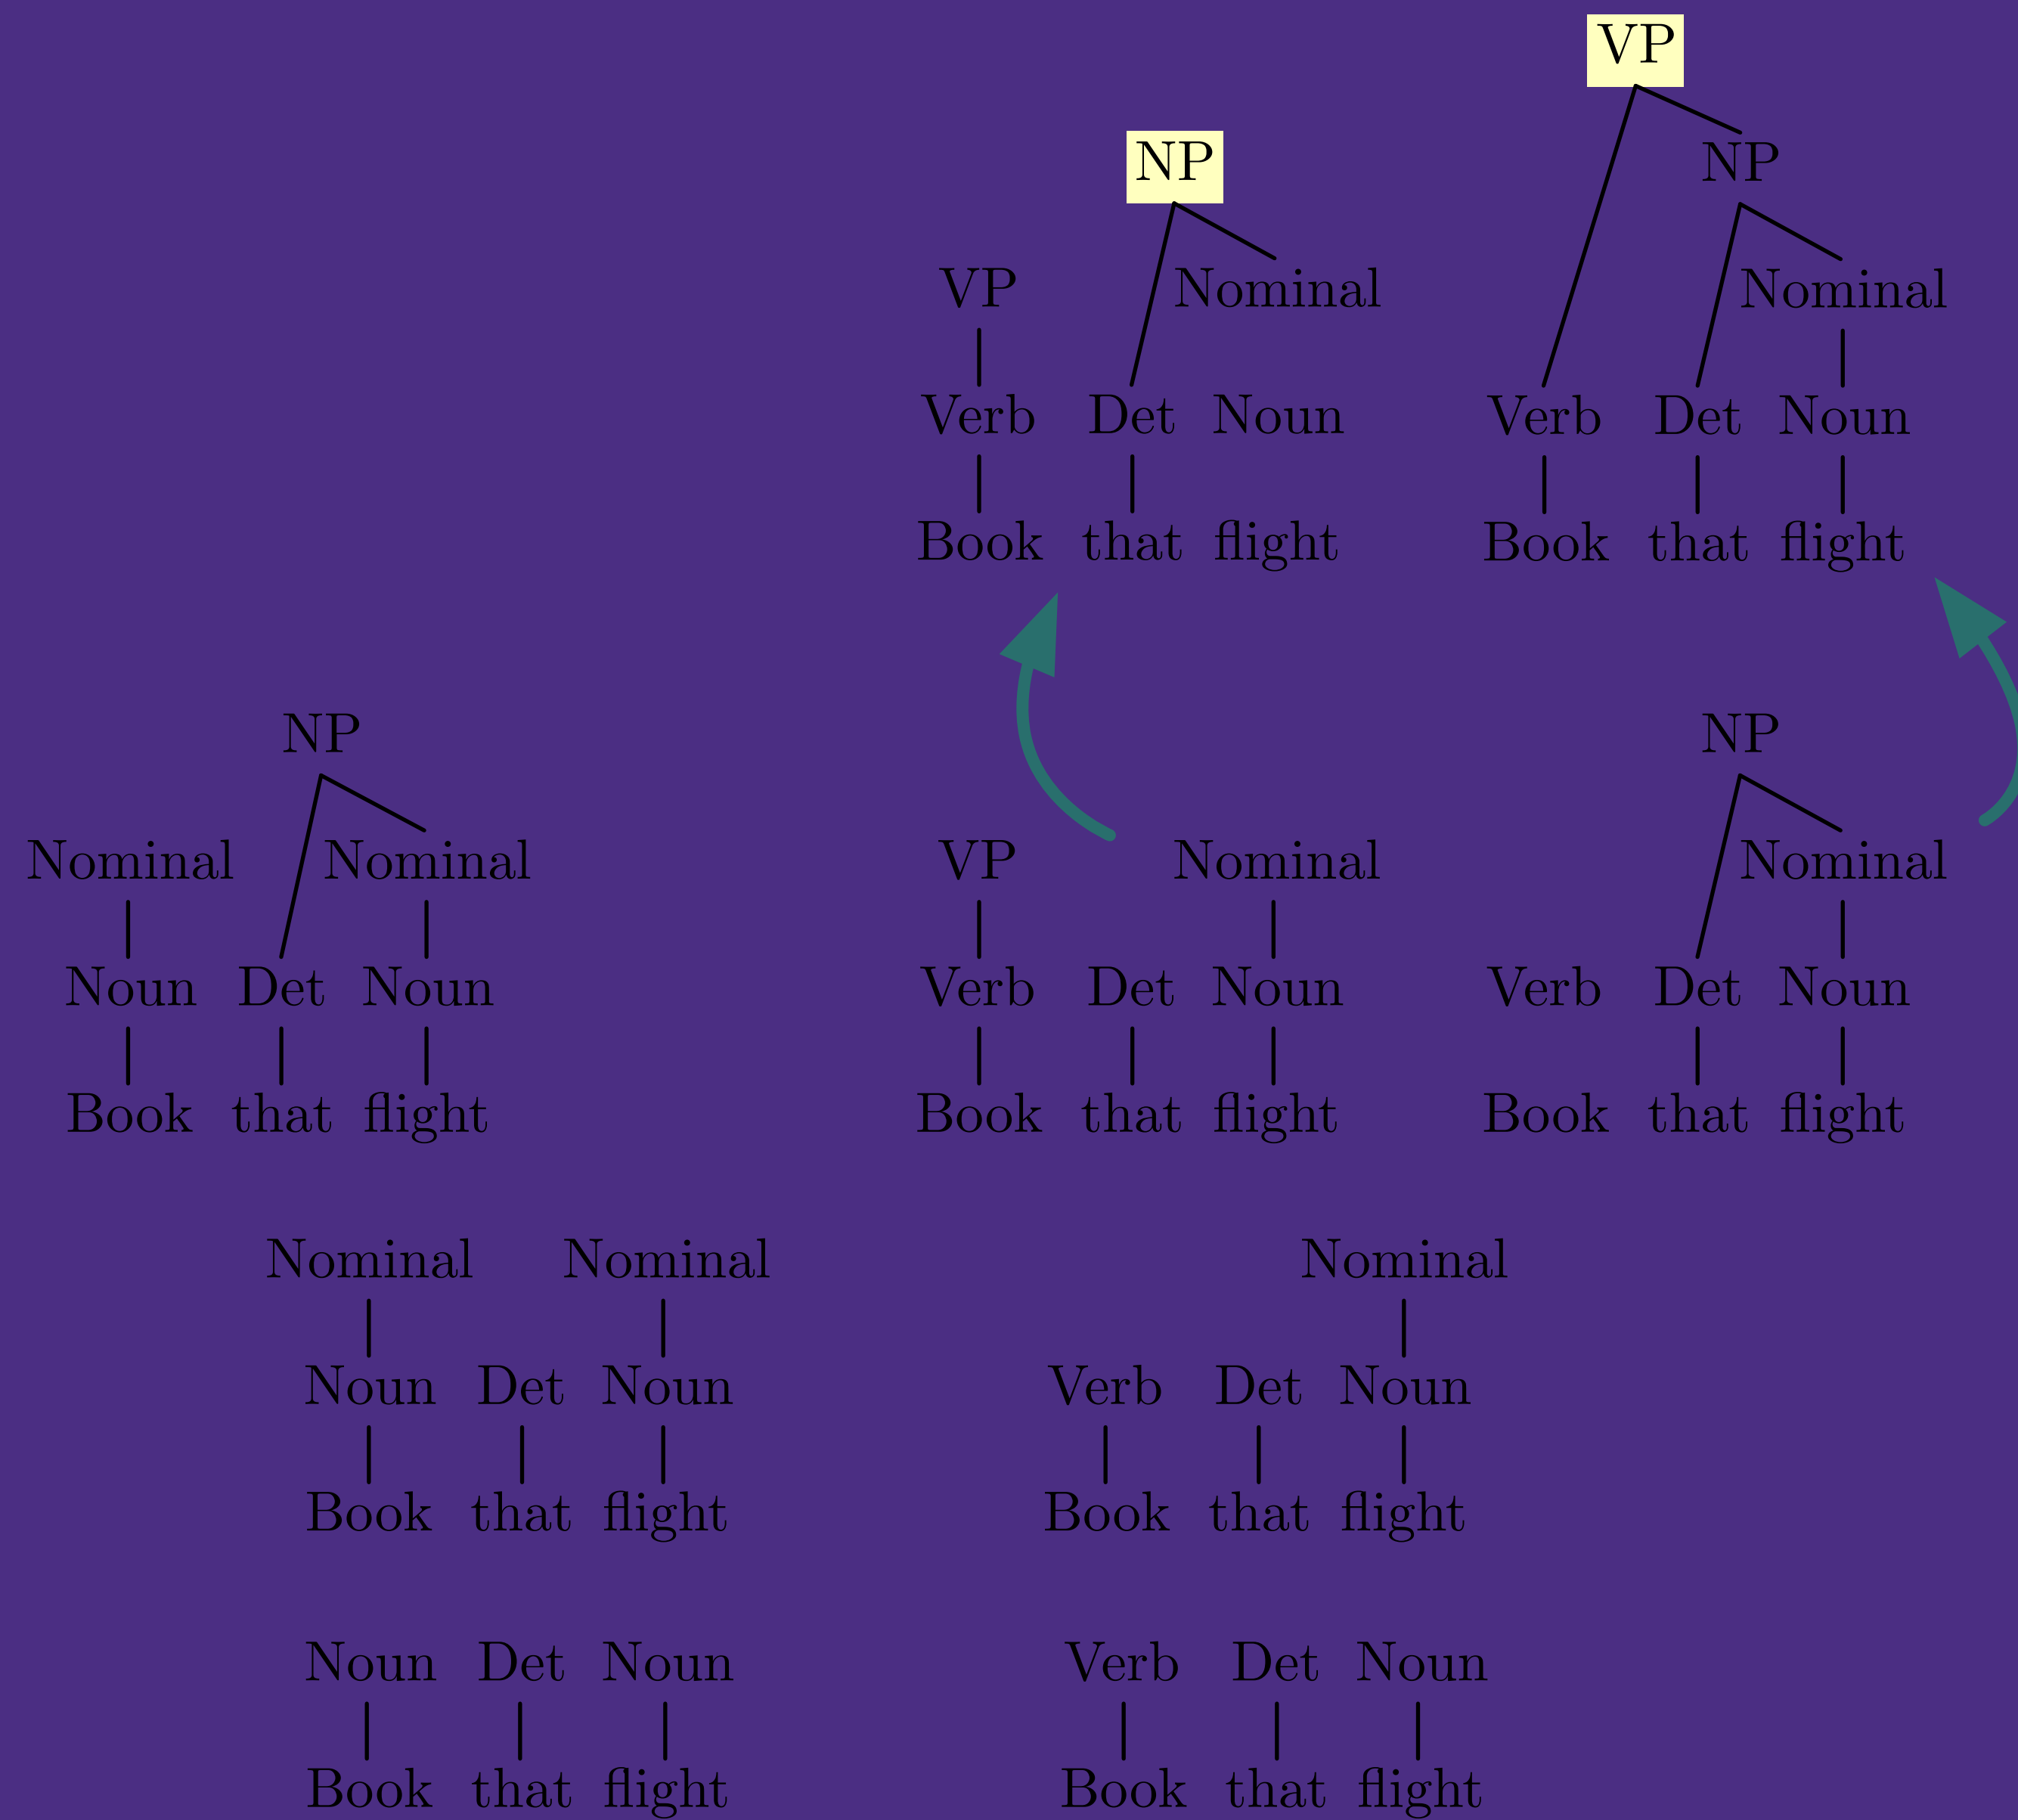 VP
NP
NP
VP Nominal Nominal
Verb Det Noun Verb Det Noun
Book that flight Book that flight
NP NP
Nominal Nominal VP Nominal Nominal
Noun Det Noun Verb Det Noun Verb Det Noun
Book that flight Book that flight Book that flight
Nominal Nominal Nominal
Noun Det Noun Verb Det Noun
Book that flight Book that flight
Noun Det Noun Verb Det Noun
Book that flight Book that flight